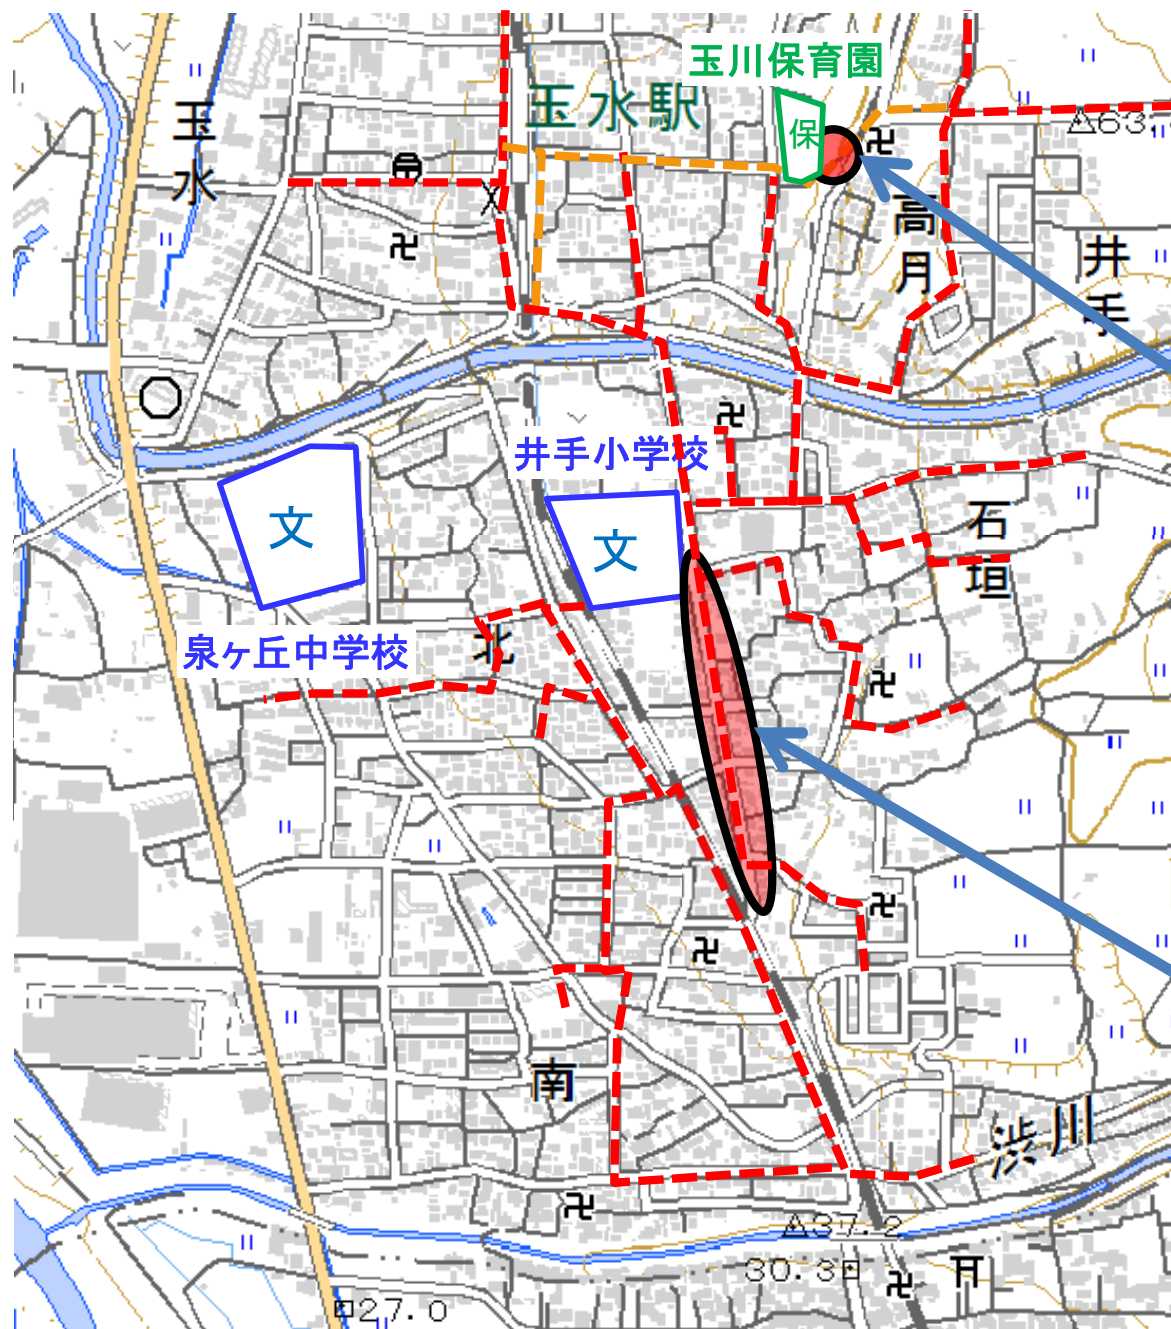 玉川保育園
玉水駅
玉水
保
高月
井手
63.
井手小学校
文
文
石垣
泉ヶ丘中学校
北
南
渋川
37.2
30.3
27.0